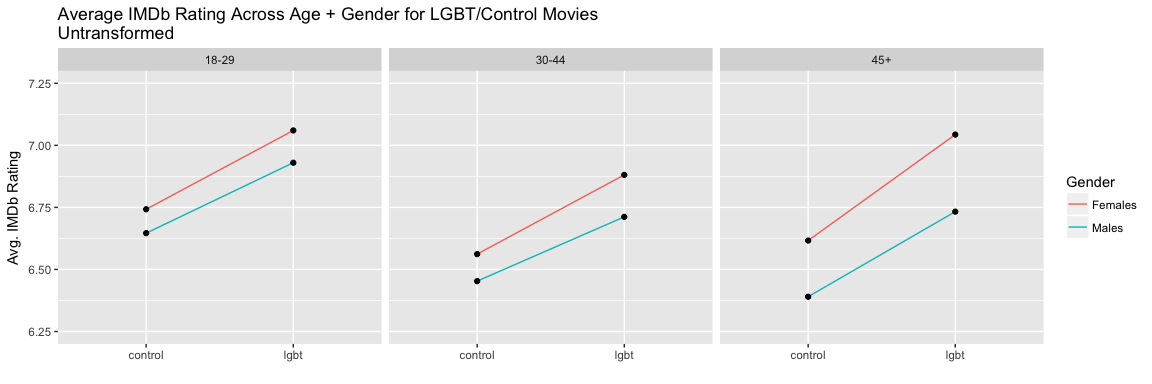 Average IMDb Rating Across Age + Gender for LGBT/Control Movies
Untransformed
18-29
30-44
45+
7.25
7.00
6.75
6.50
6.25
Avg. IMDb Rating
control
lgbt
control
lgbt
control
lgbt
Gender
Females
Males